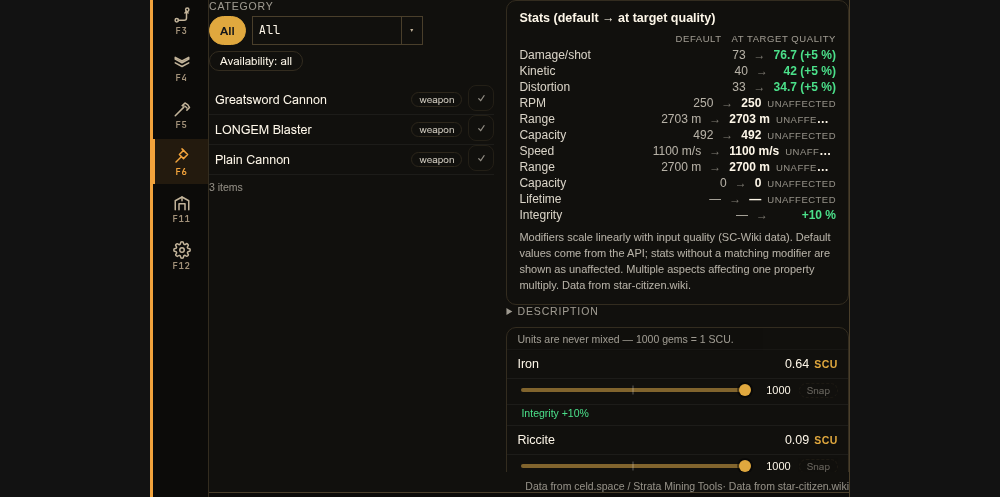 F3
F4
F5
F6
F11
F12
CATEGORY
All
All
Availability: all
Greatsword Cannon weapon
LONGEM Blaster weapon
Plain Cannon weapon
3 items
Stats (default → at target quality)
DEFAULT AT TARGET QUALITY
Damage/shot 73 → 76.7 (+5 %)
Kinetic 40 → 42 (+5 %)
Distortion 33 → 34.7 (+5 %)
RPM 250 → 250 UNAFFECTED
Range 2703 m → 2703 m UNAFFE...
Capacity 492 → 492 UNAFFECTED
Speed 1100 m/s → 1100 m/s UNAFF...
Range 2700 m → 2700 m UNAFFE...
Capacity 0 → 0 UNAFFECTED
Lifetime — → — UNAFFECTED
Integrity — → +10 %
Modifiers scale linearly with input quality (SC-Wiki data). Default
values come from the API; stats without a matching modifier are
shown as unaffected. Multiple aspects affecting one property
multiply. Data from star-citizen.wiki.
DESCRIPTION
Units are never mixed — 1000 gems = 1 SCU.
Iron 0.64 SCU
1000 Snap
Integrity +10%
Riccite 0.09 SCU
1000 Snap
Data from celd.space / Strata Mining Tools· Data from star-citizen.wiki